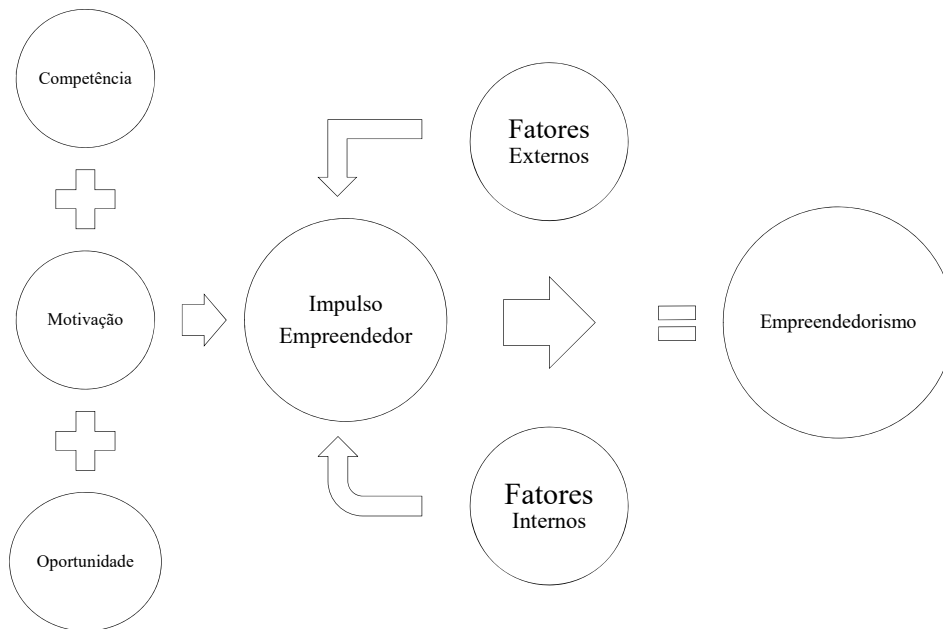 Competência
Motivação
Oportunidade
Impulso
Empreendedor
Fatores
Externos
Fatores
Internos
Empreendedorismo